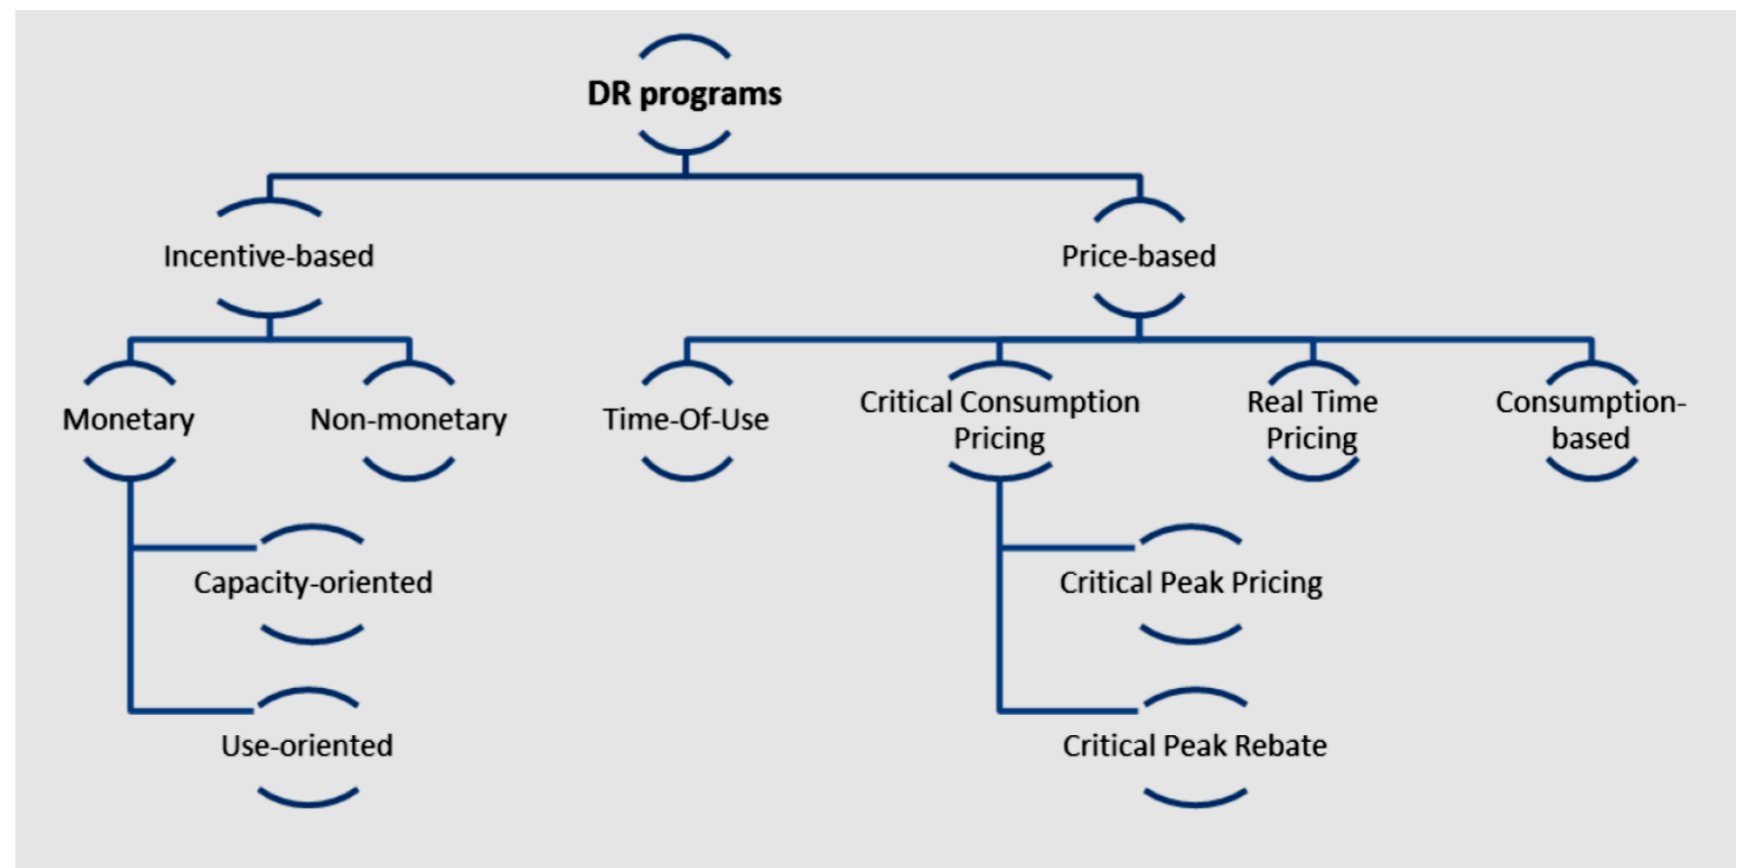 DR programs
Incentive-based
Price-based
Monetary
Non-monetary
Time-Of-Use
Critical Consumption
Pricing
Real Time
Pricing
Consumption-
based
Capacity-oriented
Critical Peak Pricing
Use-oriented
Critical Peak Rebate